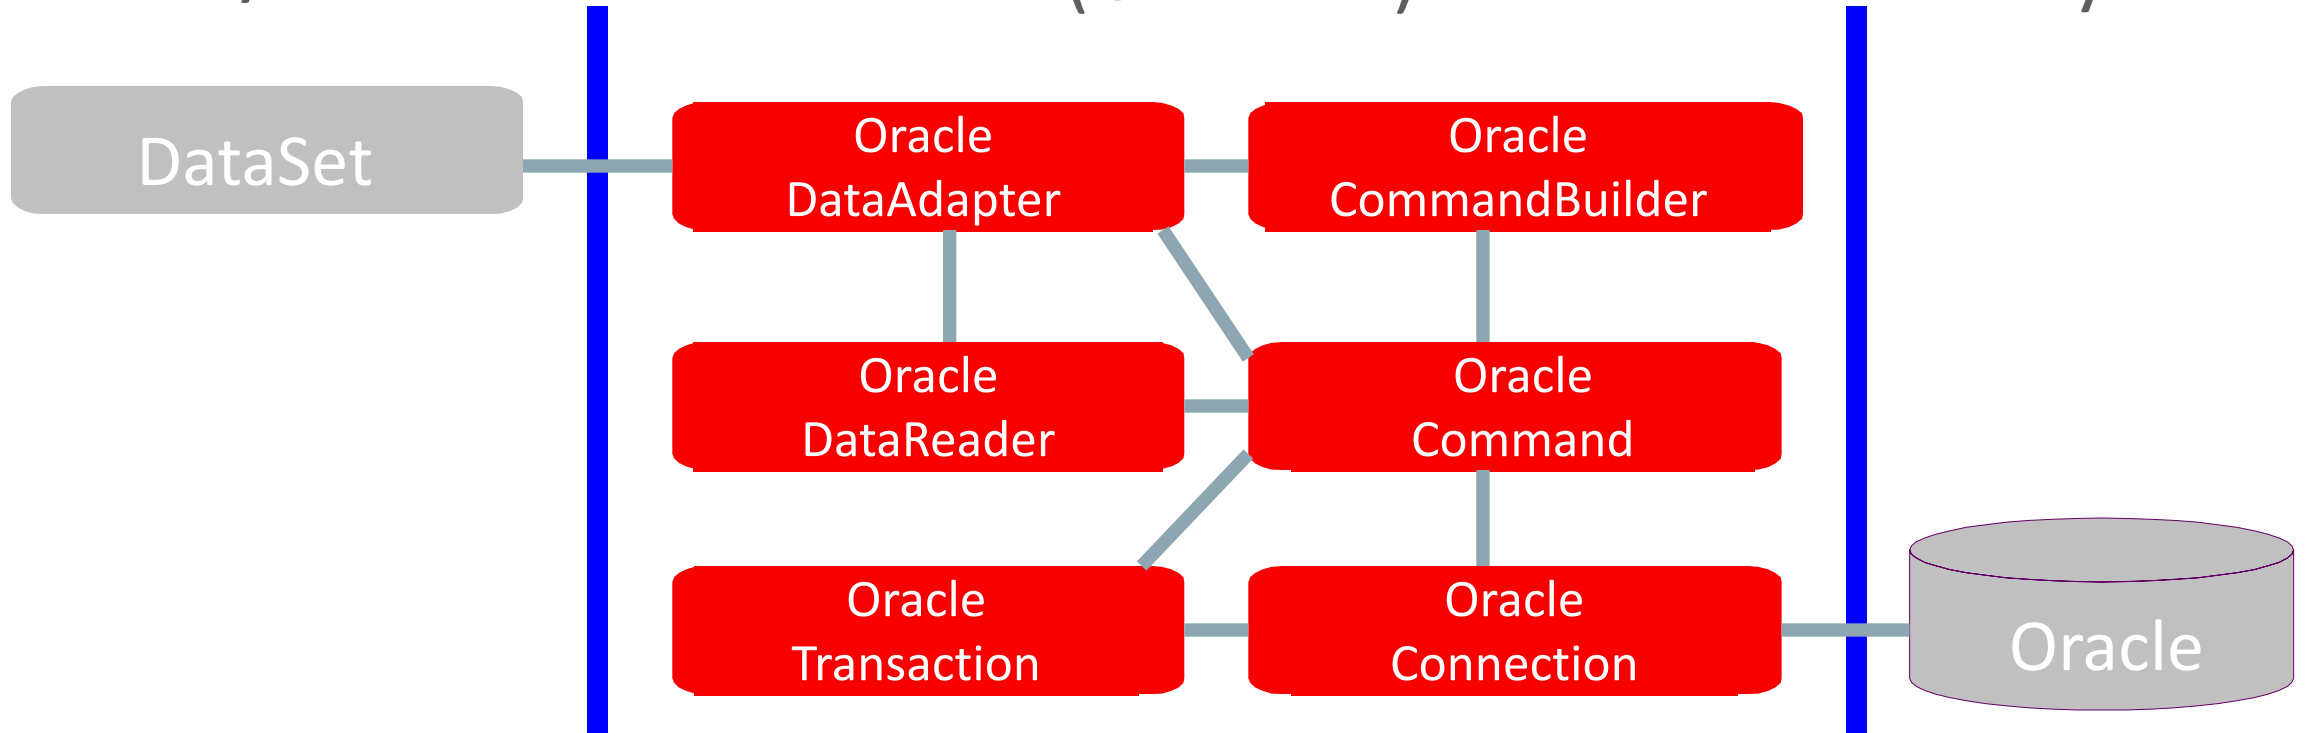 DataSet
Oracle
DataAdapter
Oracle
CommandBuilder
Oracle
DataReader
Oracle
Command
Oracle
Transaction
Oracle
Connection
Oracle